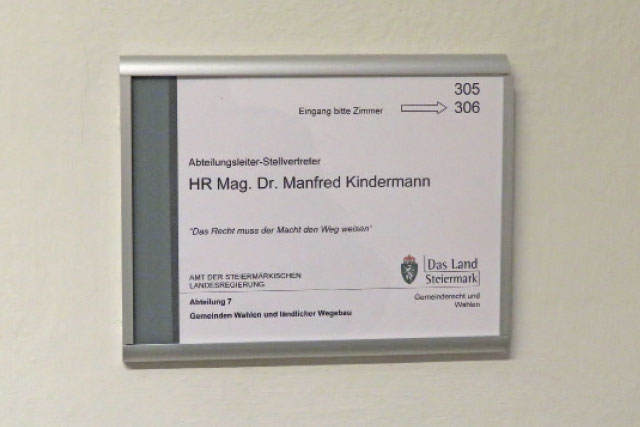 305
Eingang bitte Zimmer 306
Abteilungsleiter-Stellvertreter
HR Mag. Dr. Manfred Kindermann
"Das Recht muss der Macht den Weg weisen"
AMT DER STEIERMÄRKISCHEN
LANDESREGIERUNG
Abteilung 7
Gemeinden Wahlen und ländlicher Wegebau
Das Land
Steiermark
Gemeinderecht und
Wahlen